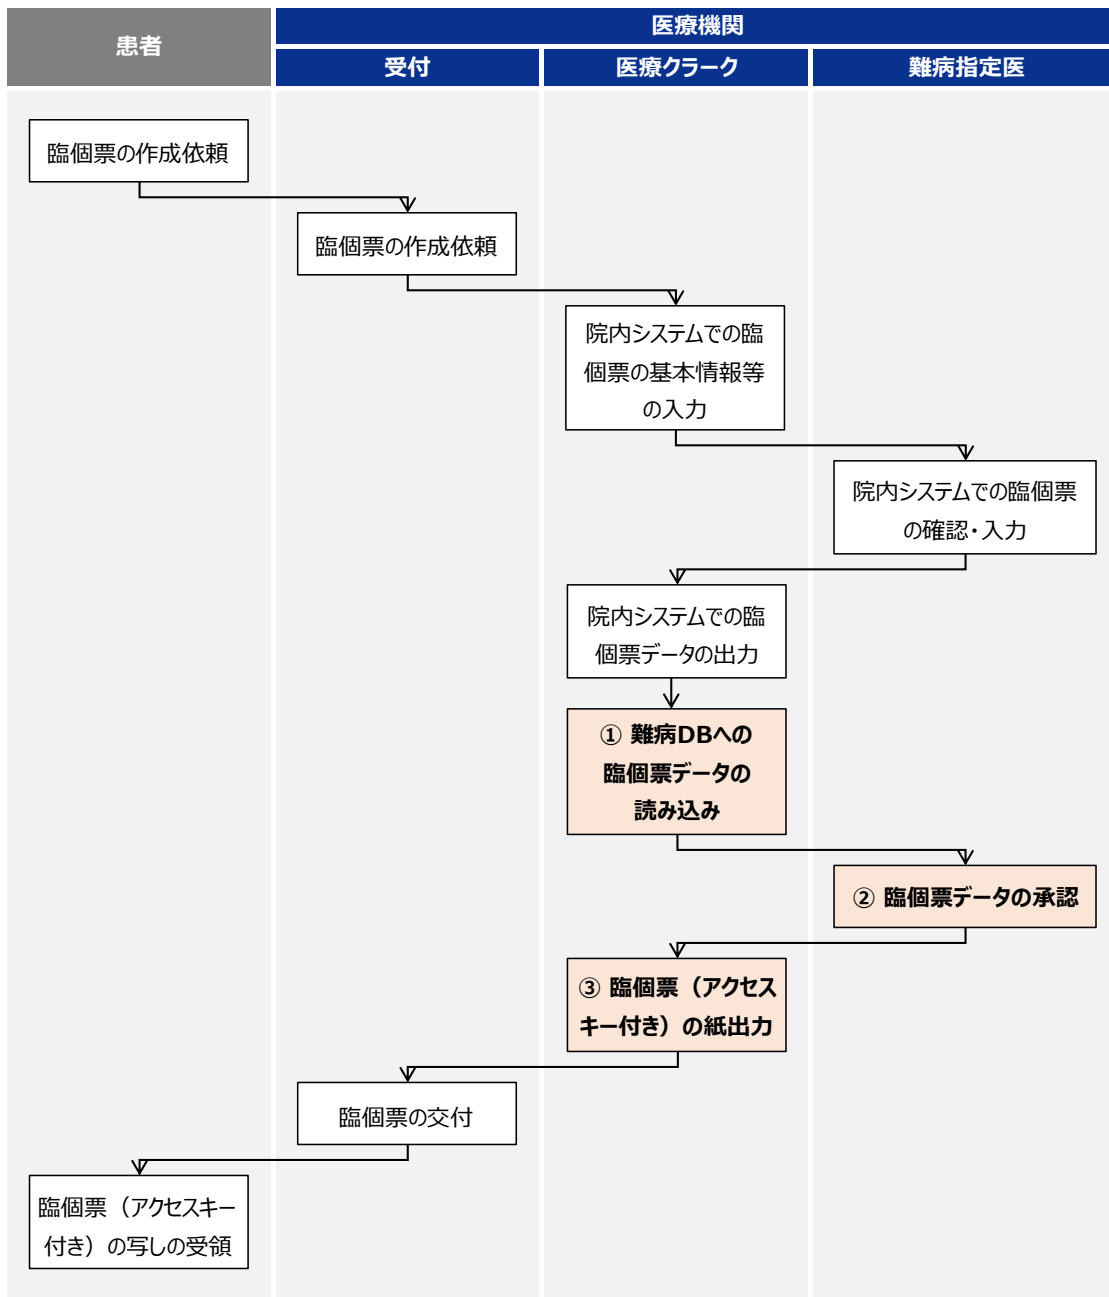 患者
医療機関
受付
医療クラーク
難病指定医
臨個票の作成依頼
臨個票の作成依頼
院内システムでの臨
個票の基本情報等
の入力
院内システムでの臨個票
の確認・入力
院内システムでの臨
個票データの出力
① 難病DBへの
臨個票データの
読み込み
② 臨個票データの承認
③ 臨個票（アクセス
キー付き）の紙出力
臨個票の交付
臨個票（アクセスキー
付き）の写しの受領